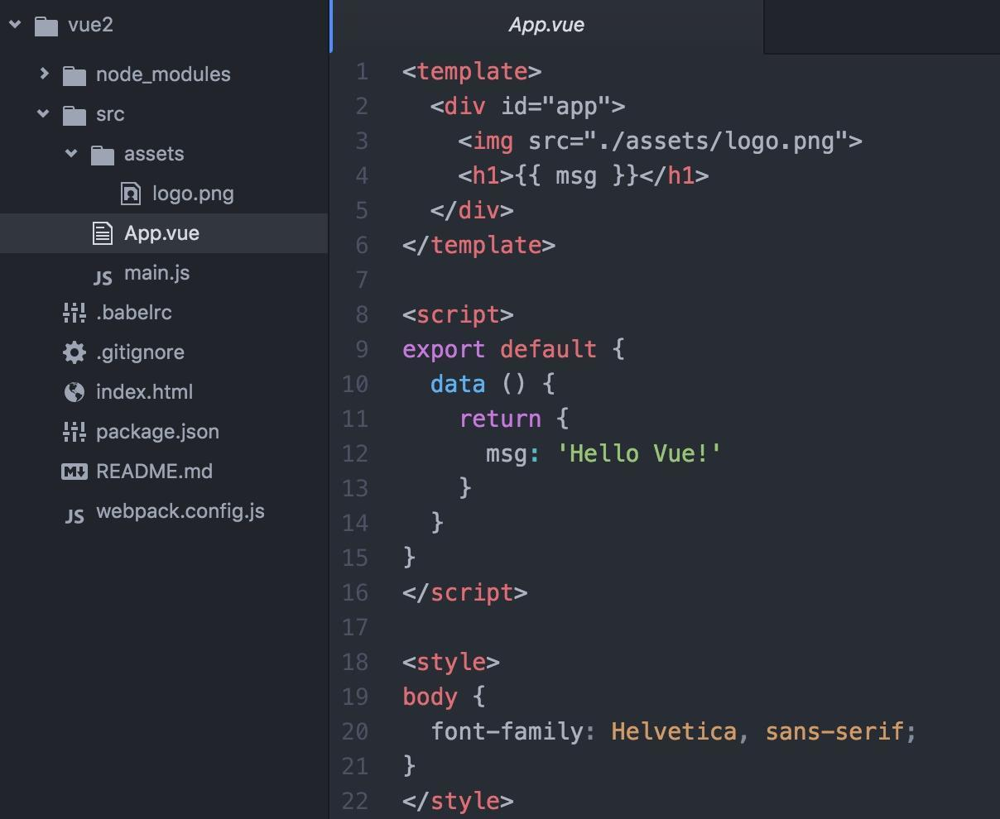 vue2
node_modules
src
assets
logo.png
App.vue
JS main.js
.babelrc
.gitignore
index.html
package.json
M README.md
JS webpack.config.js
App.vue
1 <template>
2   <div id="app">
3     <img src="./assets/logo.png">
4     <h1>{{ msg }}</h1>
5   </div>
6 </template>
7
8 <script>
9 export default {
10   data () {
11     return {
12       msg: 'Hello Vue!'
13     }
14   }
15 }
16 </script>
17
18 <style>
19 body {
20   font-family: Helvetica, sans-serif;
21 }
22 </style>